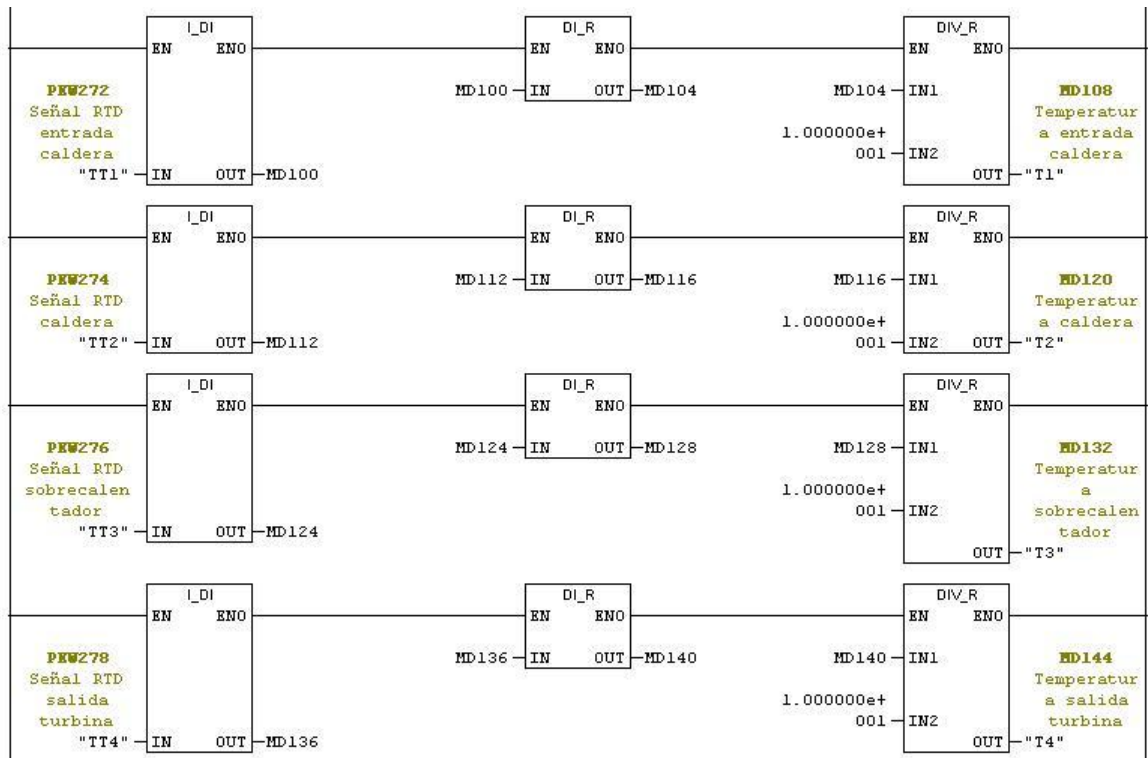 I_DI DI_R DIV_R
EN ENO EN ENO EN ENO
PEW272 MD100 IN OUT MD104 MD104 IN1 MD108
Señal RTD Temperatur
entrada 1.000000e+ a entrada
caldera 001 IN2 caldera
"TT1" IN OUT MD100 OUT "T1"
I_DI DI_R DIV_R
EN ENO EN ENO EN ENO
PEW274 MD112 IN OUT MD116 MD116 IN1 MD120
Señal RTD Temperatur
caldera 1.000000e+ a caldera
"TT2" IN OUT MD112 001 IN2 OUT "T2"
I_DI DI_R DIV_R
EN ENO EN ENO EN ENO
PEW276 MD124 IN OUT MD128 MD128 IN1 MD132
Señal RTD Temperatur
sobrecalen 1.000000e+ a
tador 001 IN2 sobrecalen
"TT3" IN OUT MD124 tador
OUT "T3"
I_DI DI_R DIV_R
EN ENO EN ENO EN ENO
PEW278 MD136 IN OUT MD140 MD140 IN1 MD144
Señal RTD Temperatur
salida 1.000000e+ a salida
turbina 001 IN2 turbina
"TT4" IN OUT MD136 OUT "T4"